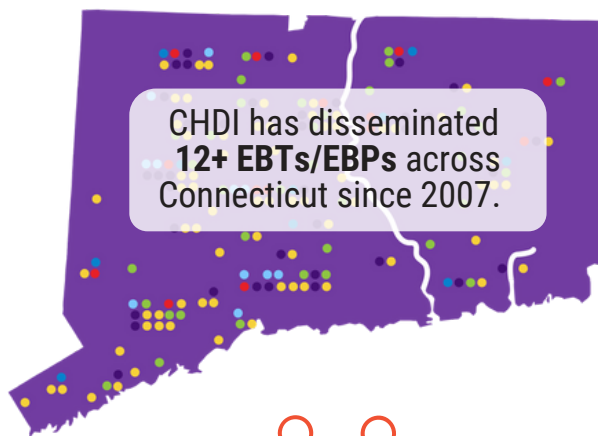 CHDI has disseminated
12+ EBTs/EBPs across
Connecticut since 2007.